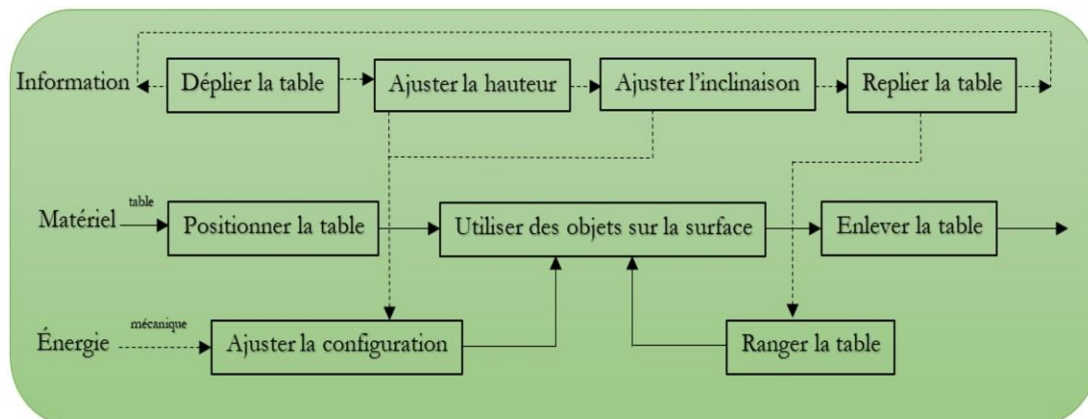 Information
Déplier la table
Ajuster la hauteur
Ajuster l'inclinaison
Replier la table
Matériel
table
Positionner la table
Utiliser des objets sur la surface
Enlever la table
Énergie
mécanique
Ajuster la configuration
Ranger la table